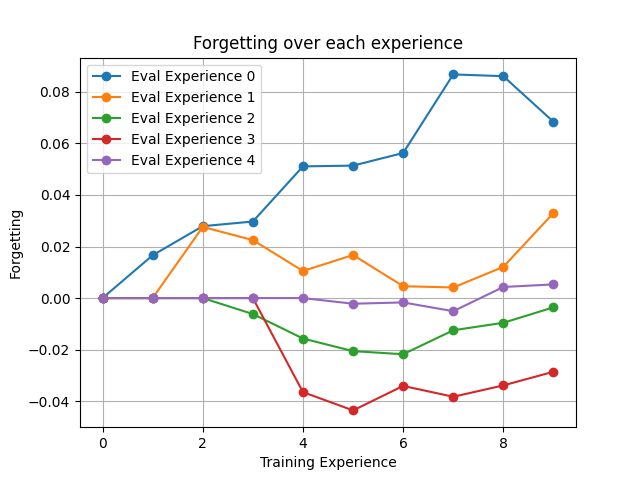 Forgetting over each experience
Eval Experience 0
Eval Experience 1
Eval Experience 2
Eval Experience 3
Eval Experience 4
0.08
0.06
0.04
0.02
0.00
−0.02
−0.04
Forgetting
0 2 4 6 8
Training Experience